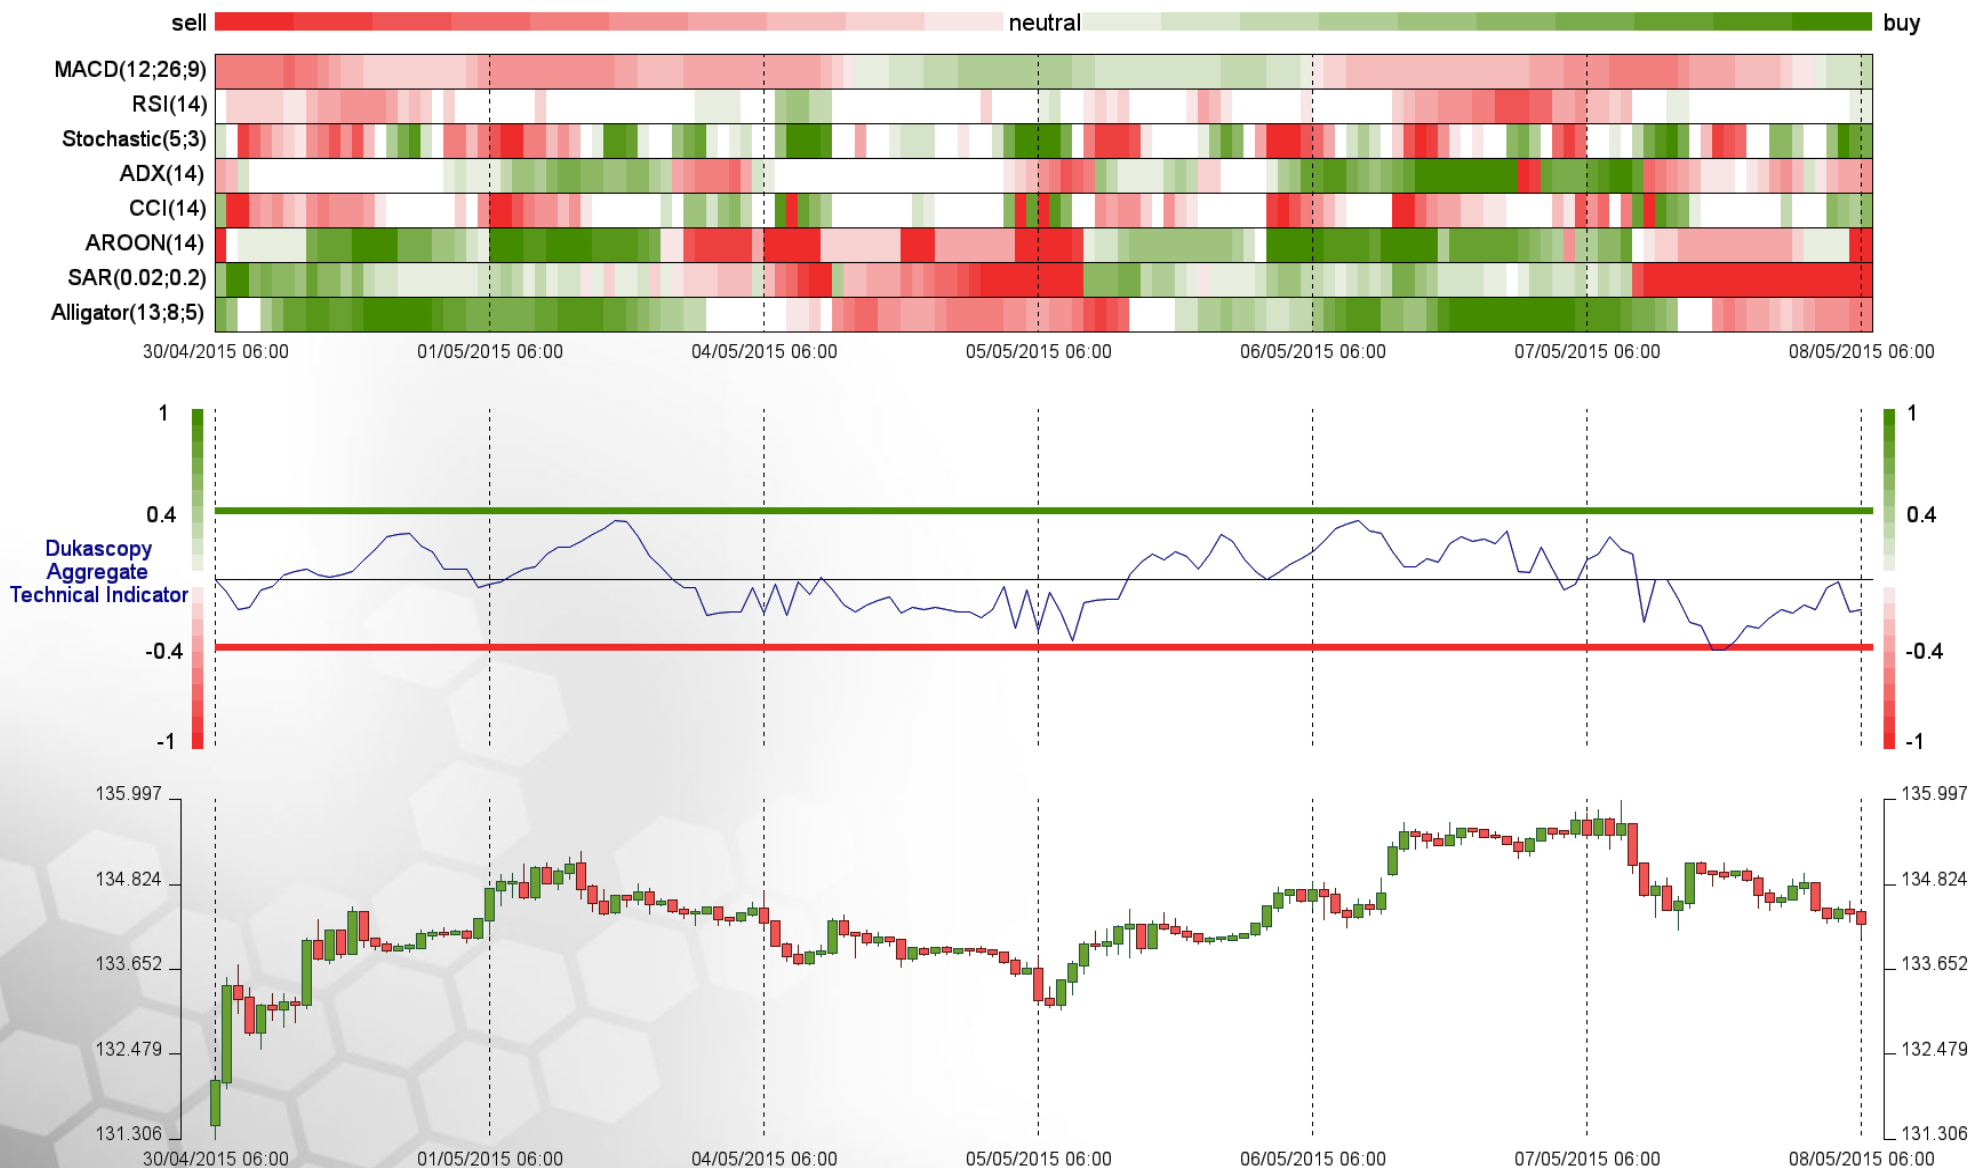 sell neutral buy
MACD(12;26;9)
RSI(14)
Stochastic(5;3)
ADX(14)
CCI(14)
AROON(14)
SAR(0.02;0.2)
Alligator(13;8;5)
30/04/2015 06:00 01/05/2015 06:00 04/05/2015 06:00 05/05/2015 06:00 06/05/2015 06:00 07/05/2015 06:00 08/05/2015 06:00
1 1
0.4 0.4
Dukascopy
Aggregate
Technical Indicator
-0.4 -0.4
-1 -1
135.997 135.997
134.824 134.824
133.652 133.652
132.479 132.479
131.306 131.306
30/04/2015 06:00 01/05/2015 06:00 04/05/2015 06:00 05/05/2015 06:00 06/05/2015 06:00 07/05/2015 06:00 08/05/2015 06:00